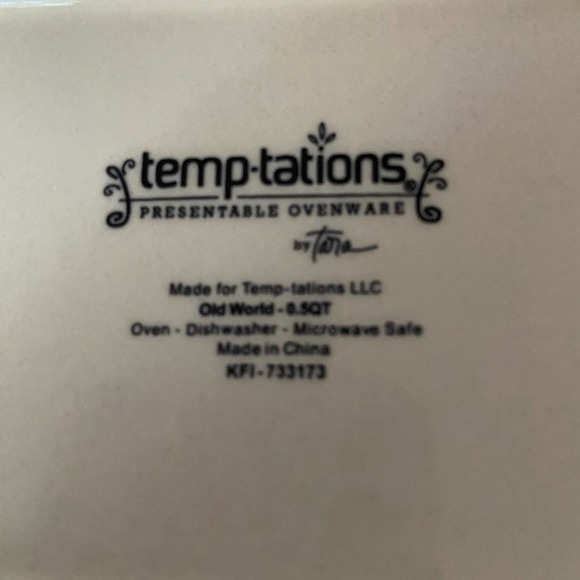 temp-tations®
PRESENTABLE OVENWARE
by Tara
Made for Temp-tations LLC
Old World - 0.5QT
Oven - Dishwasher - Microwave Safe
Made in China
KFI - 733173